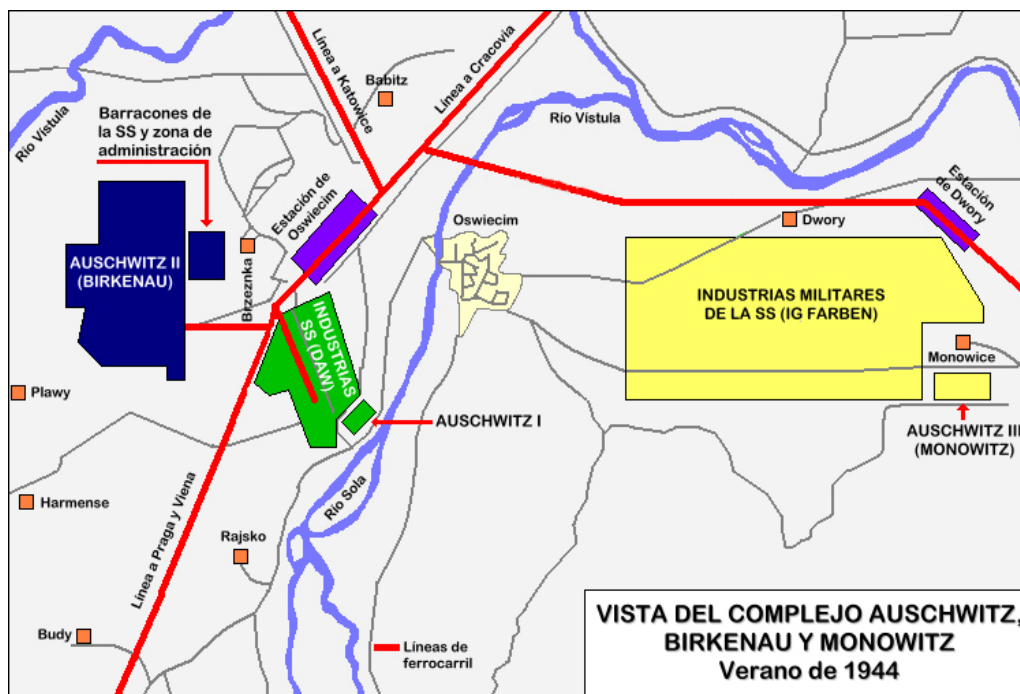 Río Vístula
Línea a Katowice
Babitz
Línea a Cracovia
Río Vístula
Barracones de
la SS y zona de
administración
Estación de
Oswiecim
Oswiecim
Estación
de Dwory
Dwory
AUSCHWITZ II
(BIRKENAU)
Brzeznka
INDUSTRIAS MILITARES
DE LA SS (IG FARBEN)
INDUSTRIAS
SS (DAW)
Monowice
Plawy
AUSCHWITZ I
AUSCHWITZ III
(MONOWITZ)
Harmense
Río Sola
Línea a Praga y Viena
Rajsko
Budy
Líneas de
ferrocarril
VISTA DEL COMPLEJO AUSCHWITZ,
BIRKENAU Y MONOWITZ
Verano de 1944